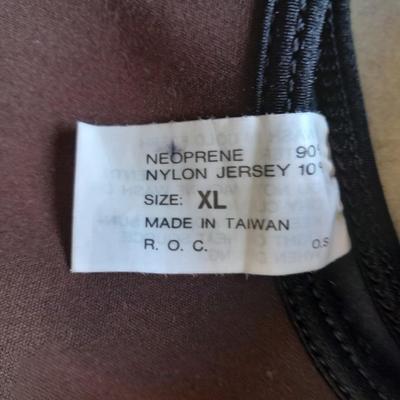 NEOPRENE 90%
NYLON JERSEY 10%
SIZE: XL
MADE IN TAIWAN
R. O. C. O.S